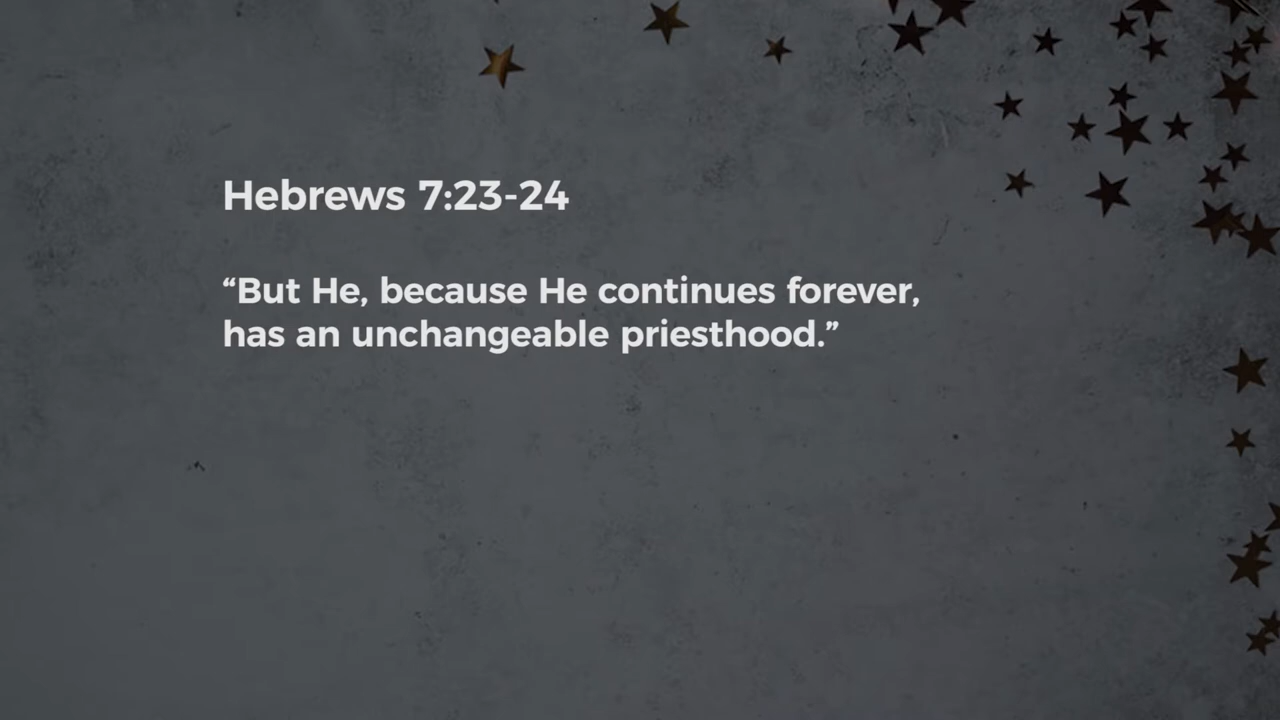 Hebrews 7:23-24
“But He, because He continues forever,
has an unchangeable priesthood.”